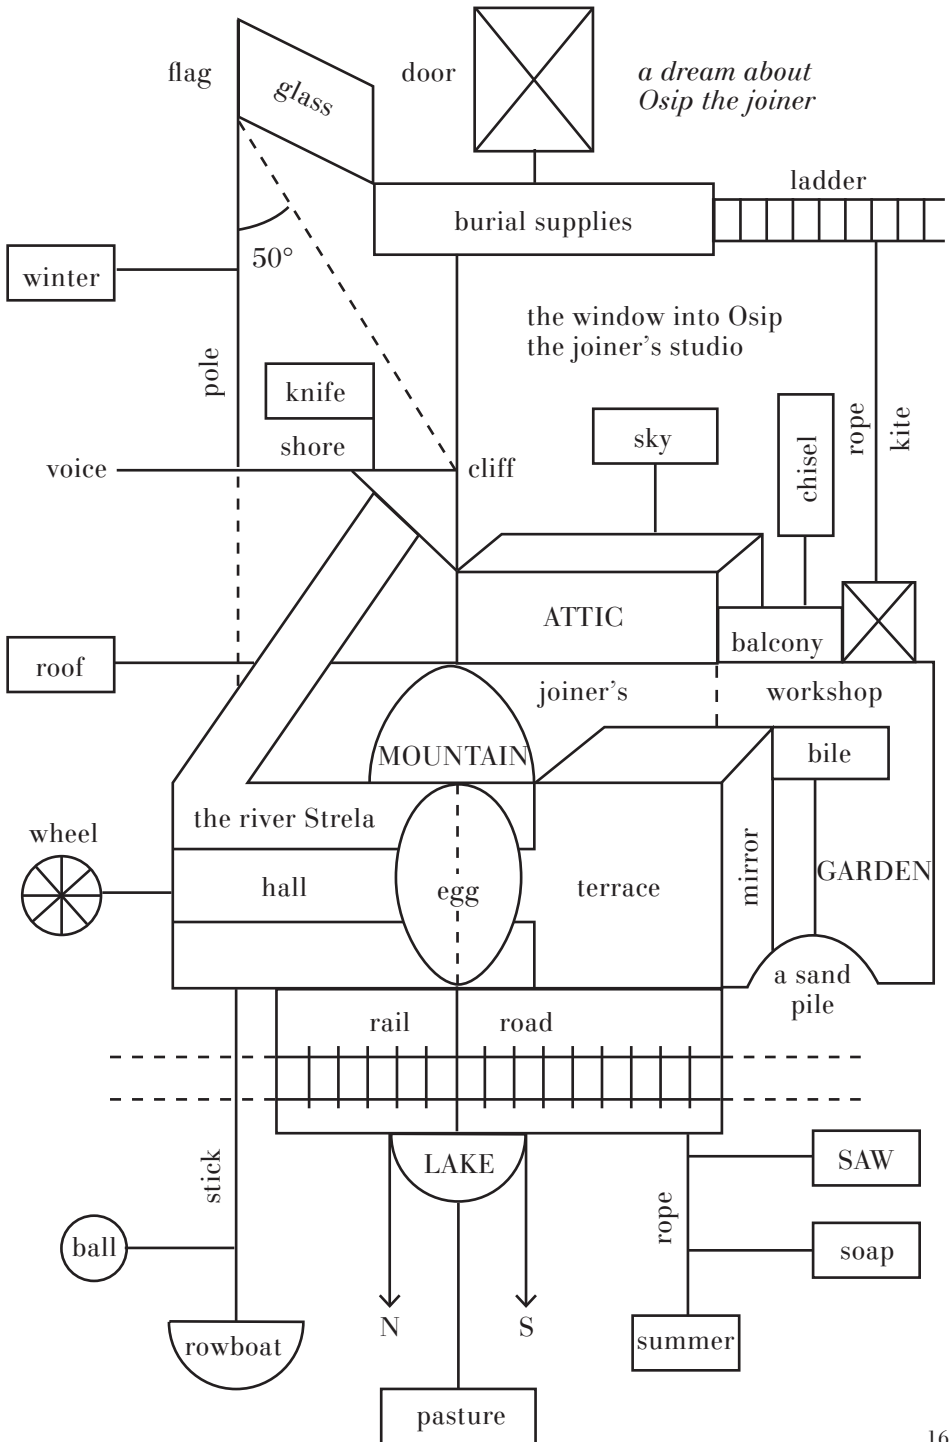 flag
glass
door
a dream about
Osip the joiner
ladder
burial supplies
50°
winter
the window into Osip
the joiner's studio
pole
knife
rope
kite
sky
chisel
shore
voice
cliff
ATTIC
balcony
roof
joiner's
workshop
MOUNTAIN
bile
the river Strela
wheel
mirror
GARDEN
hall
egg
terrace
a sand
pile
rail
road
stick
LAKE
SAW
rope
ball
soap
N
S
rowboat
summer
pasture
16